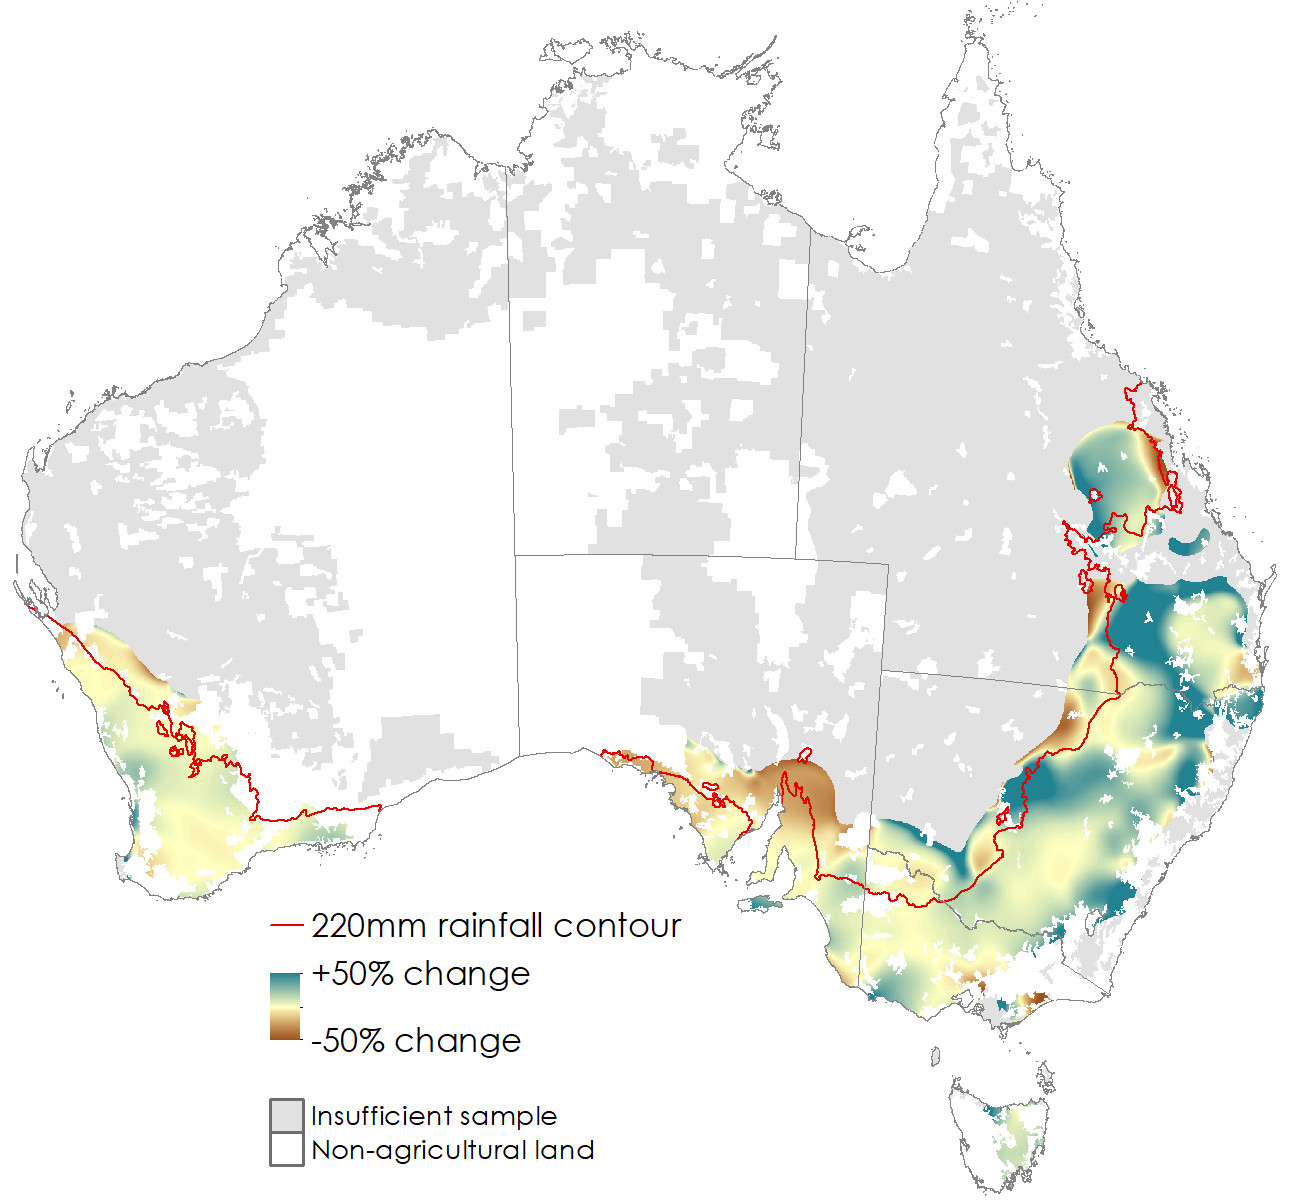 220mm rainfall contour
+50% change
-50% change
Insufficient sample
Non-agricultural land